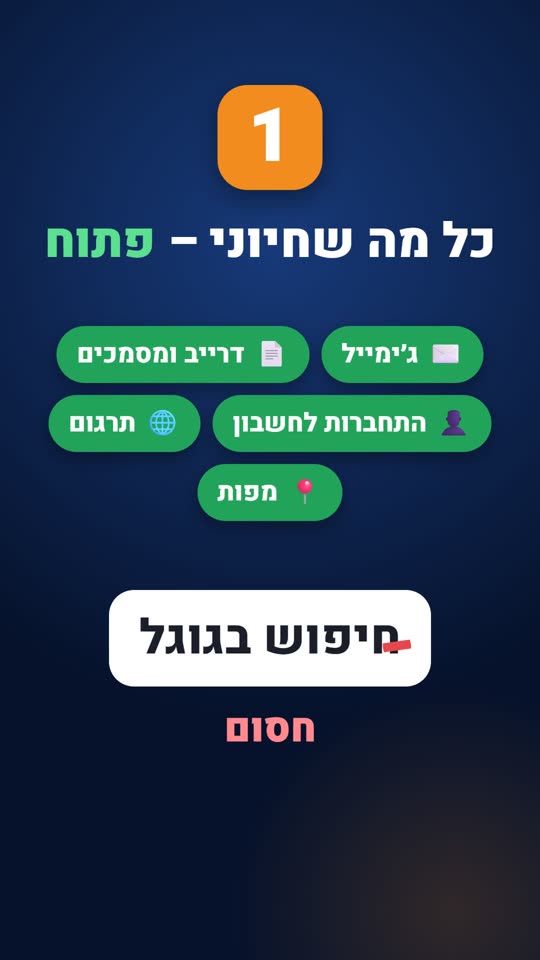 1
כל מה שחיוני – פתוח
ג׳ימייל דרייב ומסמכים
התחברות לחשבון תרגום
מפות
חיפוש בגוגל
חסום